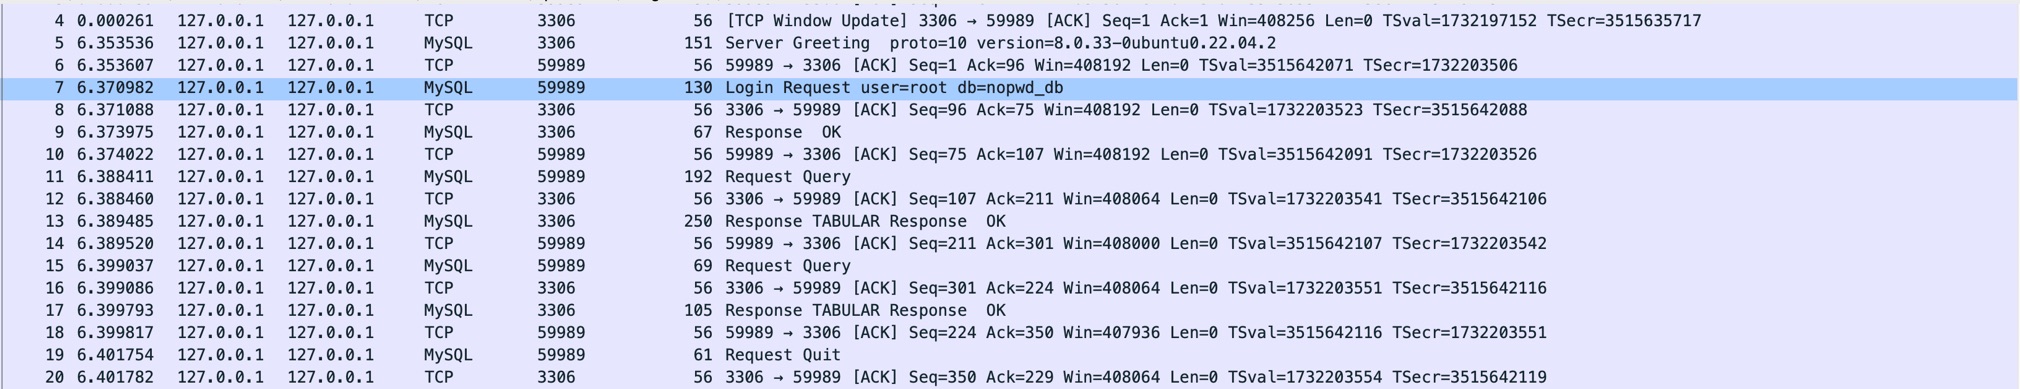 4 0.000261 127.0.0.1 127.0.0.1 TCP 3306 56 [TCP Window Update] 3306 → 59989 [ACK] Seq=1 Ack=1 Win=408256 Len=0 TSval=1732197152 TSecr=3515635717
5 6.353536 127.0.0.1 127.0.0.1 MySQL 3306 151 Server Greeting proto=10 version=8.0.33-0ubuntu0.22.04.2
6 6.353607 127.0.0.1 127.0.0.1 TCP 59989 56 59989 → 3306 [ACK] Seq=1 Ack=96 Win=408192 Len=0 TSval=3515642071 TSecr=1732203506
7 6.370982 127.0.0.1 127.0.0.1 MySQL 59989 130 Login Request user=root db=nopwd_db
8 6.371088 127.0.0.1 127.0.0.1 TCP 3306 56 3306 → 59989 [ACK] Seq=96 Ack=75 Win=408192 Len=0 TSval=1732203523 TSecr=3515642088
9 6.373975 127.0.0.1 127.0.0.1 MySQL 3306 67 Response OK
10 6.374022 127.0.0.1 127.0.0.1 TCP 59989 56 59989 → 3306 [ACK] Seq=75 Ack=107 Win=408192 Len=0 TSval=3515642091 TSecr=1732203526
11 6.388411 127.0.0.1 127.0.0.1 MySQL 59989 192 Request Query
12 6.388460 127.0.0.1 127.0.0.1 TCP 3306 56 3306 → 59989 [ACK] Seq=107 Ack=211 Win=408064 Len=0 TSval=1732203541 TSecr=3515642106
13 6.389485 127.0.0.1 127.0.0.1 MySQL 3306 250 Response TABULAR Response OK
14 6.389520 127.0.0.1 127.0.0.1 TCP 59989 56 59989 → 3306 [ACK] Seq=211 Ack=301 Win=408000 Len=0 TSval=3515642107 TSecr=1732203542
15 6.399037 127.0.0.1 127.0.0.1 MySQL 59989 69 Request Query
16 6.399086 127.0.0.1 127.0.0.1 TCP 3306 56 3306 → 59989 [ACK] Seq=301 Ack=224 Win=408064 Len=0 TSval=1732203551 TSecr=3515642116
17 6.399793 127.0.0.1 127.0.0.1 MySQL 3306 105 Response TABULAR Response OK
18 6.399817 127.0.0.1 127.0.0.1 TCP 59989 56 59989 → 3306 [ACK] Seq=224 Ack=350 Win=407936 Len=0 TSval=3515642116 TSecr=1732203551
19 6.401754 127.0.0.1 127.0.0.1 MySQL 59989 61 Request Quit
20 6.401782 127.0.0.1 127.0.0.1 TCP 3306 56 3306 → 59989 [ACK] Seq=350 Ack=229 Win=408064 Len=0 TSval=1732203554 TSecr=3515642119